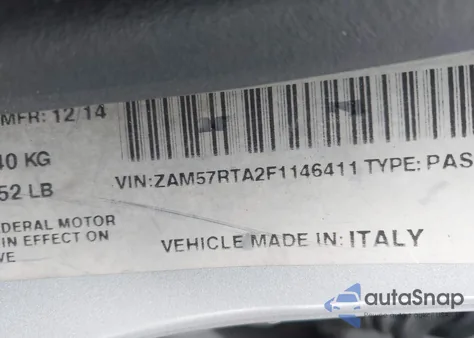 MFR: 12/14
40 KG
52 LB
VIN:ZAM57RTA2F1146411 TYPE: PAS
DERAL MOTOR
IN EFFECT ON
VE
VEHICLE MADE IN: ITALY
autoSnap